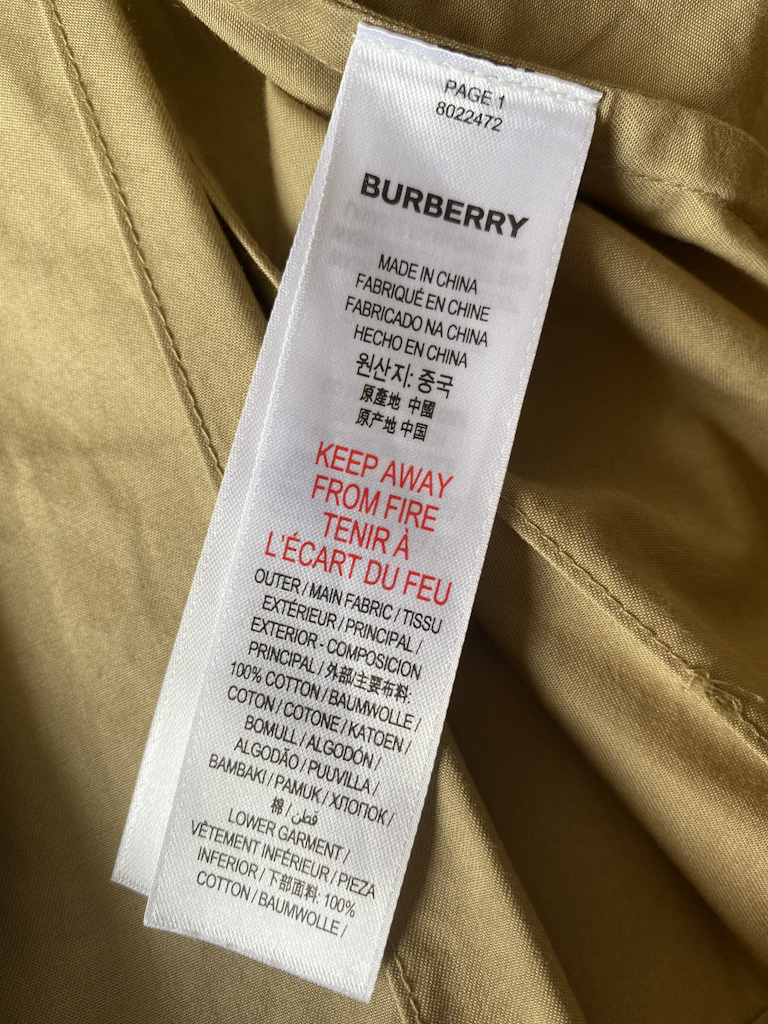 PAGE 1
8022472
BURBERRY
MADE IN CHINA
FABRIQUÉ EN CHINE
FABRICADO NA CHINA
HECHO EN CHINA
원산지: 중국
原產地 中國
原产地 中国
KEEP AWAY
FROM FIRE
TENIR À
L'ÉCART DU FEU
OUTER / MAIN FABRIC / TISSU
EXTÉRIEUR / PRINCIPAL /
EXTERIOR - COMPOSICION
PRINCIPAL / 外部/主要布料:
100% COTTON / BAUMWOLLE /
COTON / COTONE / KATOEN /
BOMULL / ALGODÓN /
ALGODÃO / PUUVILLA /
BAMBAKI / PAMUK / ХЛОПОК /
棉 / قطن /
LOWER GARMENT /
VÊTEMENT INFÉRIEUR / PIEZA
INFERIOR / 下部面料: 100%
COTTON / BAUMWOLLE /